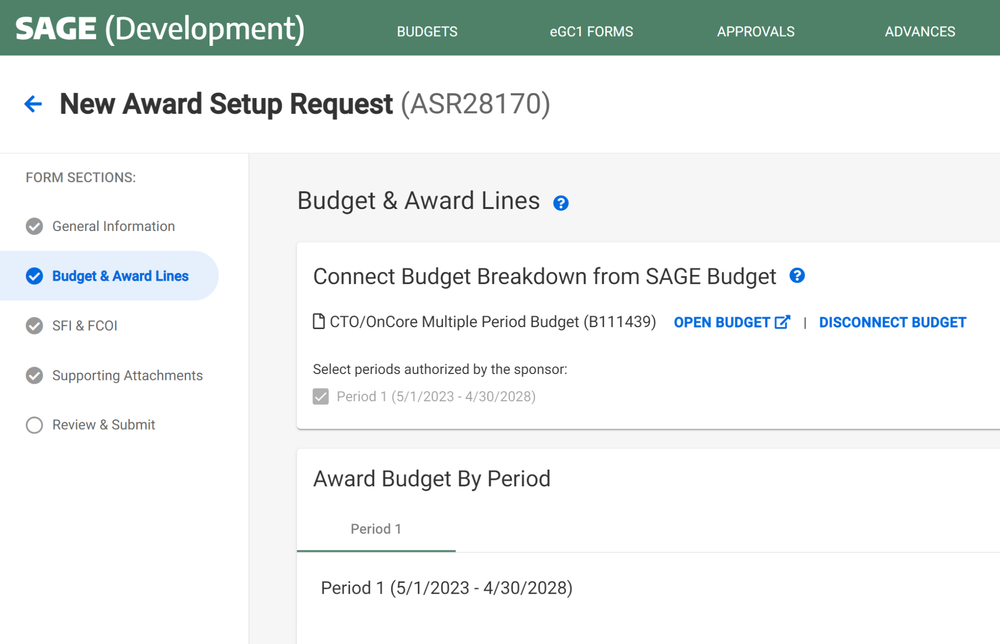 SAGE (Development)
BUDGETS
eGC1 FORMS
APPROVALS
ADVANCES
New Award Setup Request (ASR28170)
FORM SECTIONS:
General Information
Budget & Award Lines
SFI & FCOI
Supporting Attachments
Review & Submit
Budget & Award Lines ?
Connect Budget Breakdown from SAGE Budget ?
CTO/OnCore Multiple Period Budget (B111439) OPEN BUDGET | DISCONNECT BUDGET
Select periods authorized by the sponsor:
Period 1 (5/1/2023 - 4/30/2028)
Award Budget By Period
Period 1
Period 1 (5/1/2023 - 4/30/2028)